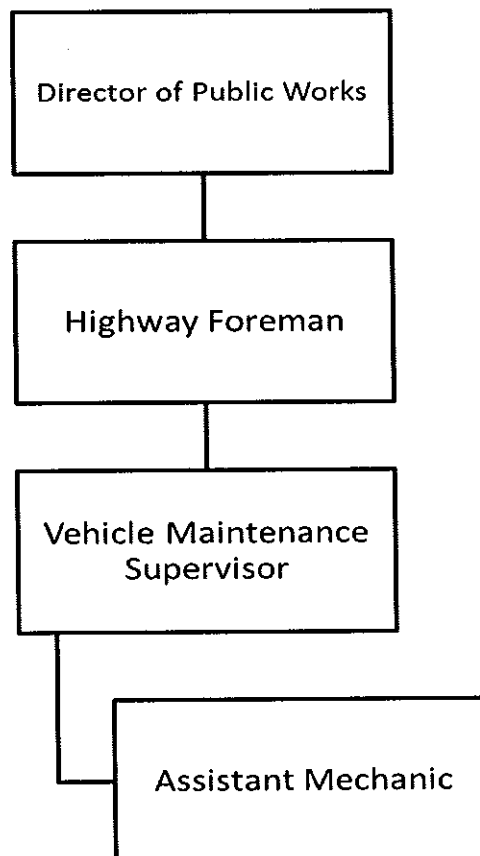 Director of Public Works
Highway Foreman
Vehicle Maintenance
Supervisor
Assistant Mechanic